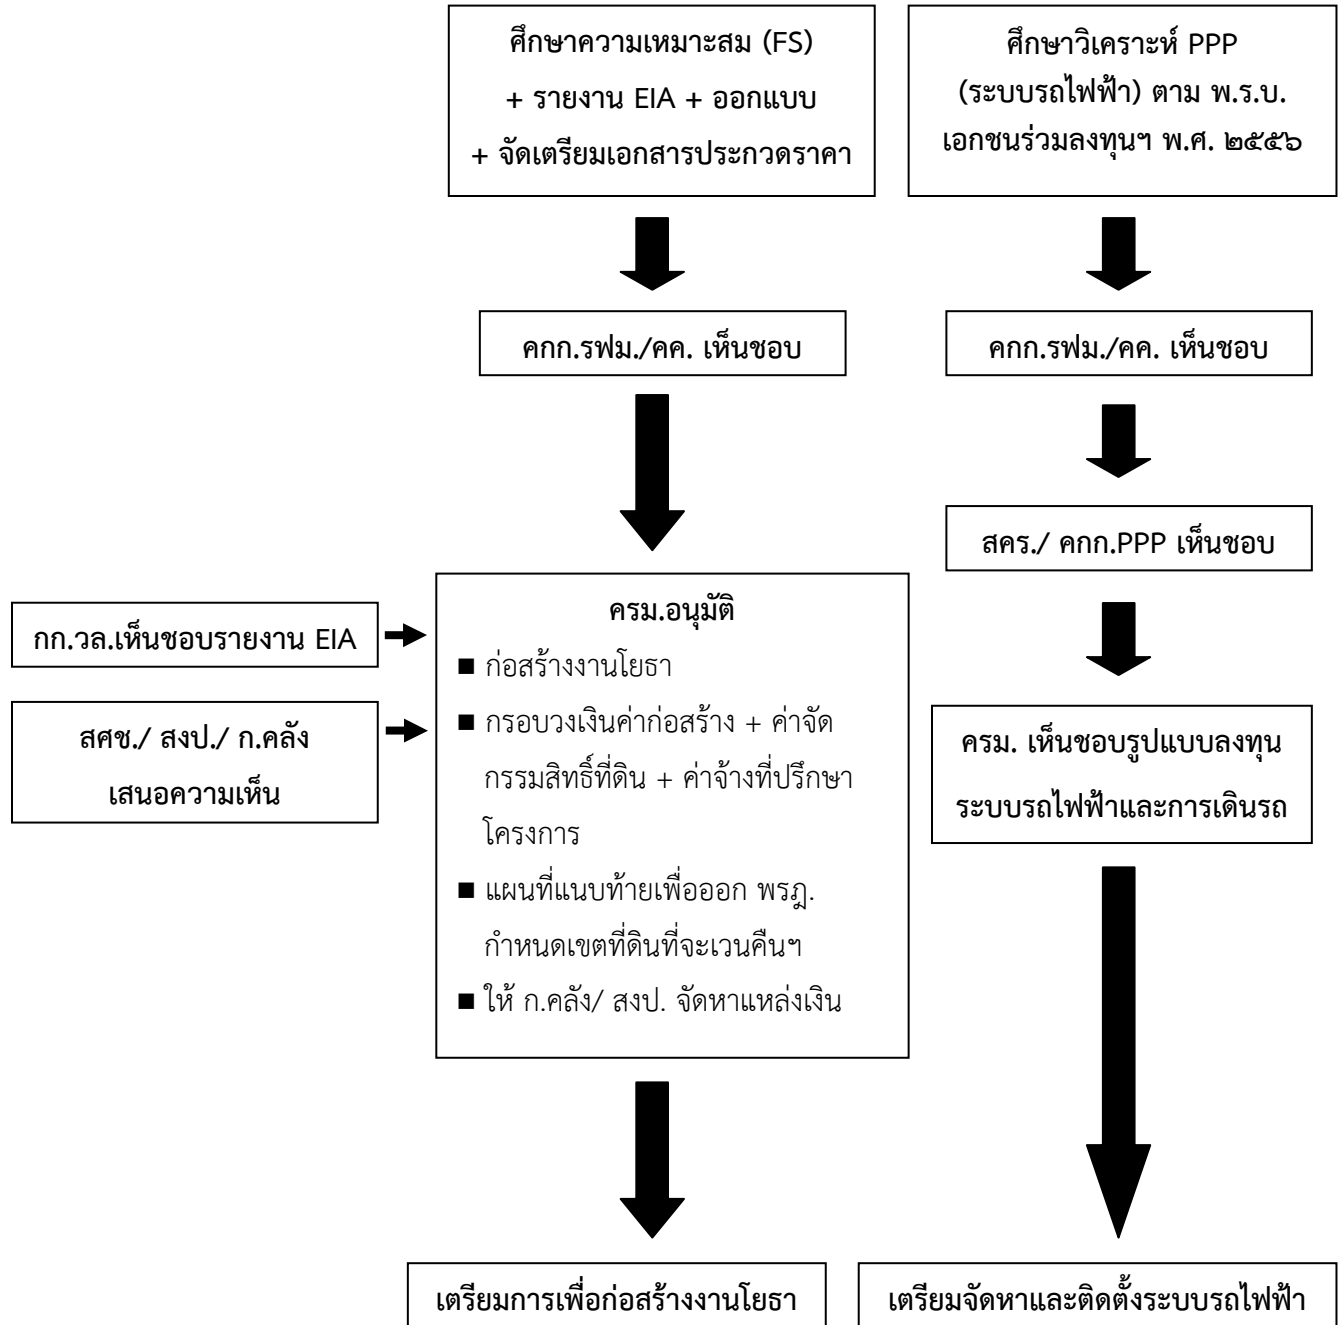 ศึกษาความเหมาะสม (FS)
+ รายงาน EIA + ออกแบบ
+ จัดเตรียมเอกสารประกวดราคา
ศึกษาวิเคราะห์ PPP
(ระบบรถไฟฟ้า) ตาม พ.ร.บ.
เอกชนร่วมลงทุนฯ พ.ศ. ๒๕๕๖
คกก.รฟม./คค. เห็นชอบ
คกก.รฟม./คค. เห็นชอบ
สคร./ คกก.PPP เห็นชอบ
กก.วล.เห็นชอบรายงาน EIA
สศช./ สงป./ ก.คลัง
เสนอความเห็น
ครม.อนุมัติ
■ ก่อสร้างงานโยธา
■ กรอบวงเงินค่าก่อสร้าง + ค่าจัด
กรรมสิทธิ์ที่ดิน + ค่าจ้างที่ปรึกษา
โครงการ
■ แผนที่แนบท้ายเพื่อออก พรฎ.
กำหนดเขตที่ดินที่จะเวนคืนฯ
■ ให้ ก.คลัง/ สงป. จัดหาแหล่งเงิน
ครม. เห็นชอบรูปแบบลงทุน
ระบบรถไฟฟ้าและการเดินรถ
เตรียมการเพื่อก่อสร้างงานโยธา
เตรียมจัดหาและติดตั้งระบบรถไฟฟ้า